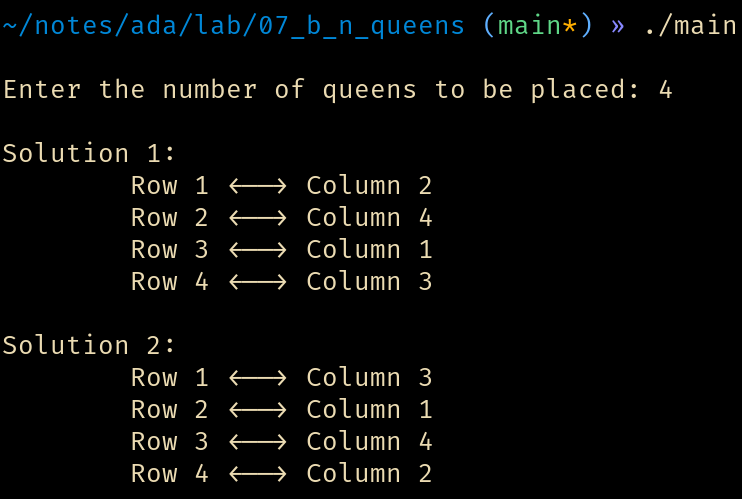 ~/notes/ada/lab/07_b_n_queens (main*) » ./main
Enter the number of queens to be placed: 4
Solution 1:
Row 1 <---> Column 2
Row 2 <---> Column 4
Row 3 <---> Column 1
Row 4 <---> Column 3
Solution 2:
Row 1 <---> Column 3
Row 2 <---> Column 1
Row 3 <---> Column 4
Row 4 <---> Column 2